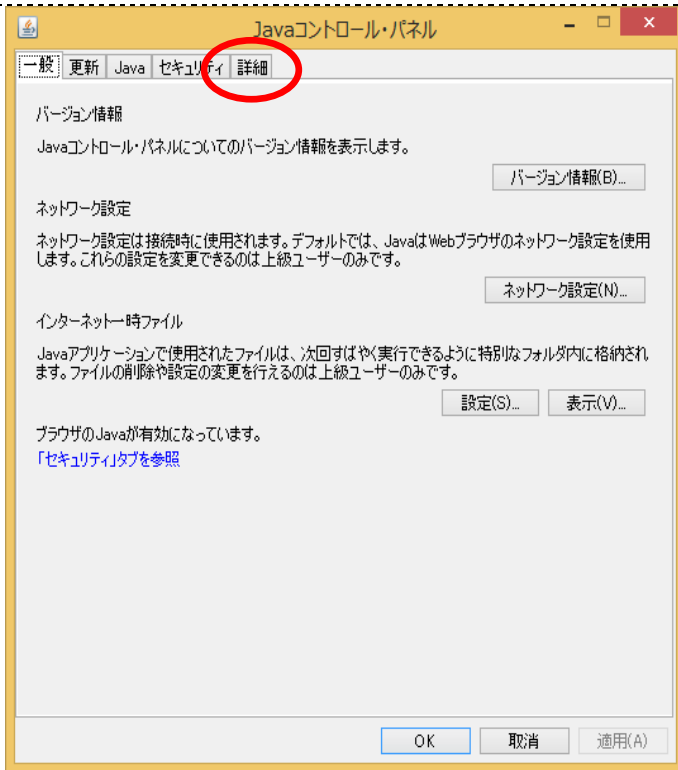 Javaコントロール・パネル
一般 更新 Java セキュリティ 詳細
バージョン情報
Javaコントロール・パネルについてのバージョン情報を表示します。
バージョン情報(B)...
ネットワーク設定
ネットワーク設定は接続時に使用されます。デフォルトでは、JavaはWebブラウザのネットワーク設定を使用
します。これらの設定を変更できるのは上級ユーザーのみです。
ネットワーク設定(N)...
インターネット一時ファイル
Javaアプリケーションで使用されたファイルは、次回すばやく実行できるように特別なフォルダ内に格納され
ます。ファイルの削除や設定の変更を行えるのは上級ユーザーのみです。
設定(S)... 表示(V)...
ブラウザのJavaが有効になっています。
「セキュリティ」タブを参照
OK 取消 適用(A)